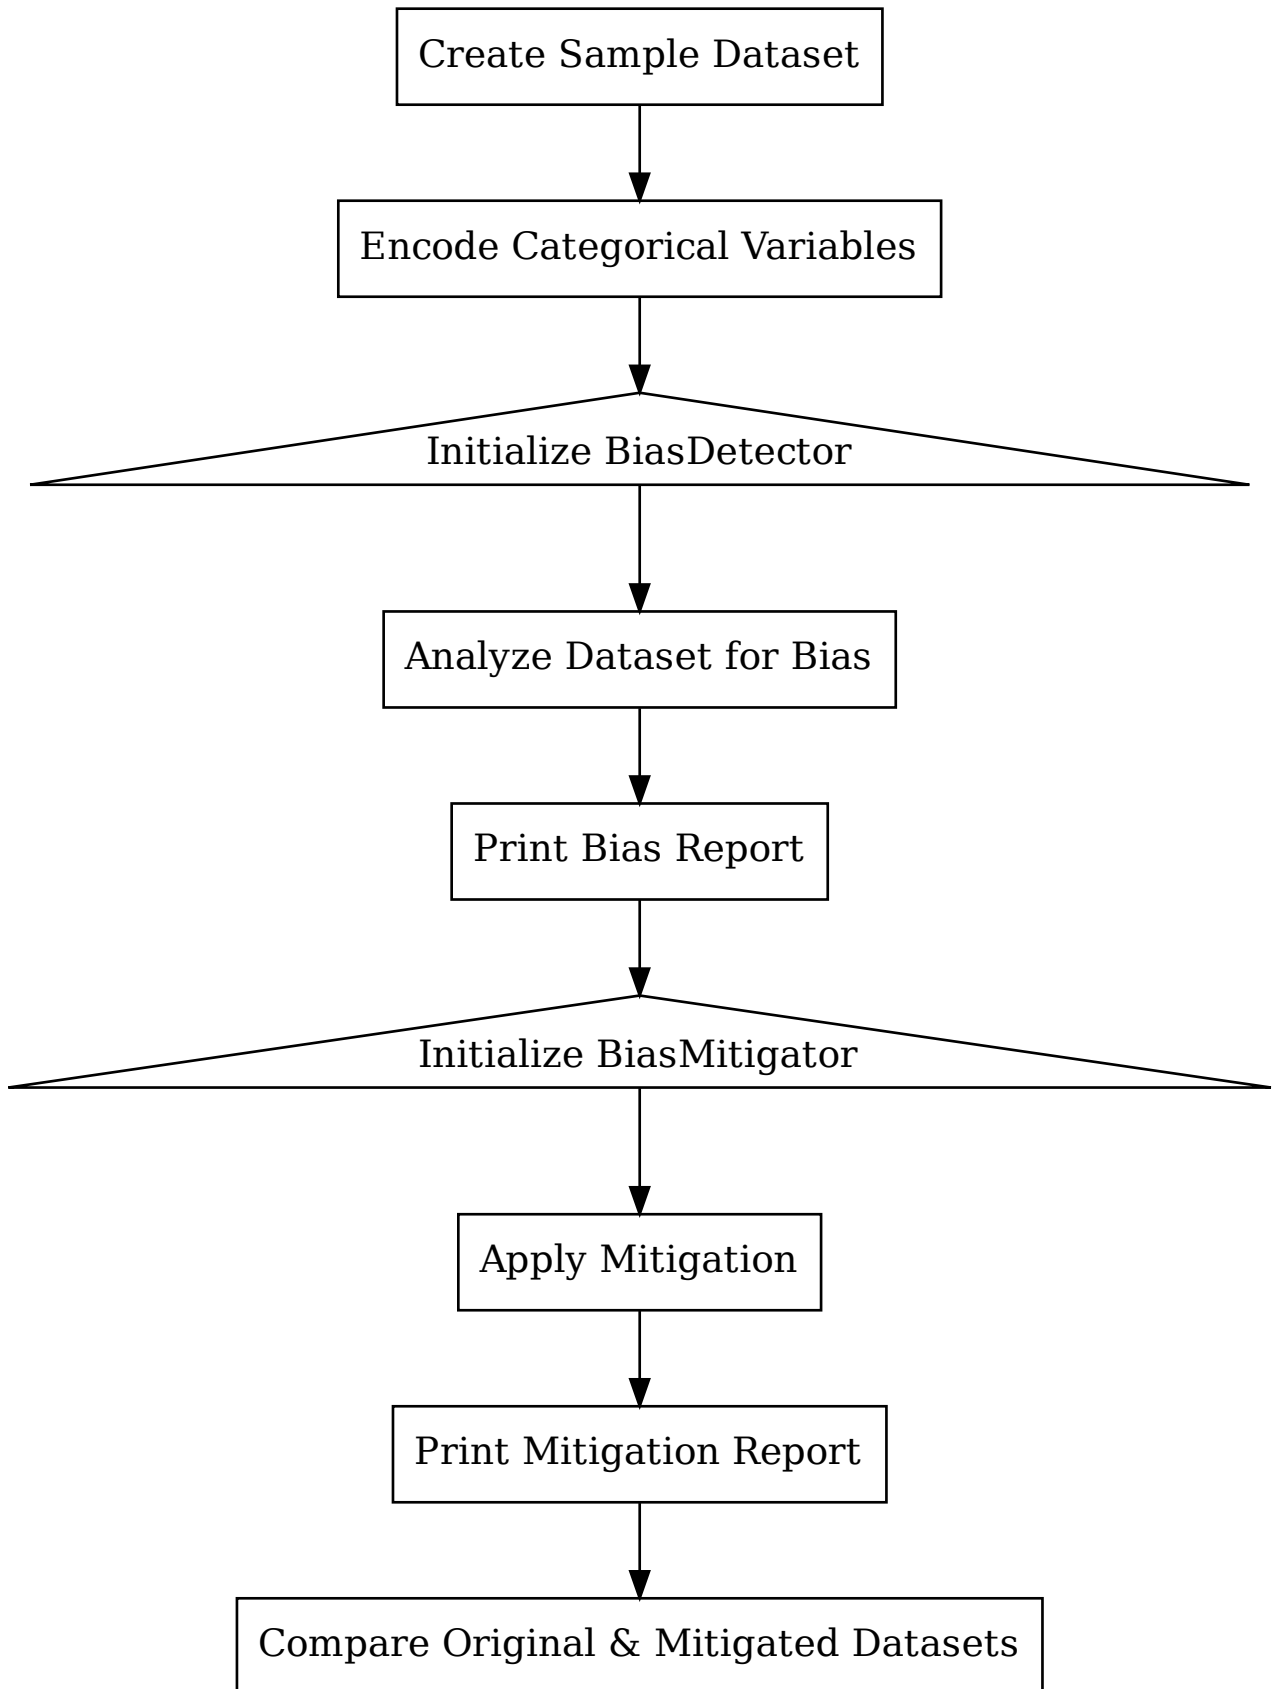 Create Sample Dataset
Encode Categorical Variables
Initialize BiasDetector
Analyze Dataset for Bias
Print Bias Report
Initialize BiasMitigator
Apply Mitigation
Print Mitigation Report
Compare Original & Mitigated Datasets